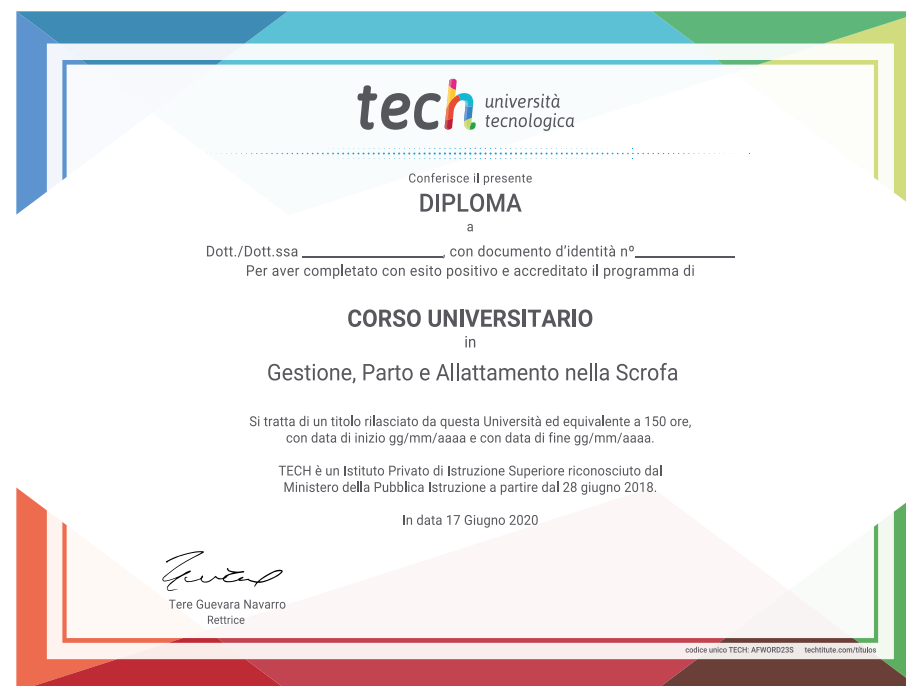 tech università
tecnologica
Conferisce il presente
DIPLOMA
a
Dott./Dott.ssa ____________________, con documento d'identità nº______________
Per aver completato con esito positivo e accreditato il programma di
CORSO UNIVERSITARIO
in
Gestione, Parto e Allattamento nella Scrofa
Si tratta di un titolo rilasciato da questa Università ed equivalente a 150 ore,
con data di inizio gg/mm/aaaa e con data di fine gg/mm/aaaa.
TECH è un Istituto Privato di Istruzione Superiore riconosciuto dal
Ministero della Pubblica Istruzione a partire dal 28 giugno 2018.
In data 17 Giugno 2020
Tere Guevara Navarro
Rettrice
codice unico TECH: AFWORD23S techtitute.com/titulos